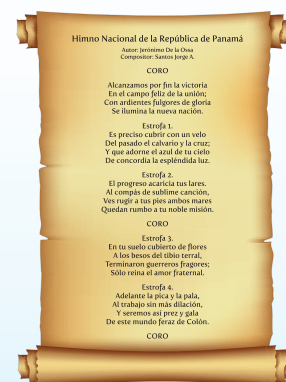 Himno Nacional de la República de Panamá
Autor: Jerónimo De la Ossa
Compositor: Santos Jorge A.
CORO
Alcanzamos por fin la victoria
En el campo feliz de la unión;
Con ardientes fulgores de gloria
Se ilumina la nueva nación.
Estrofa 1.
Es preciso cubrir con un velo
Del pasado el calvario y la cruz;
Y que adorne el azul de tu cielo
De concordia la espléndida luz.
Estrofa 2.
El progreso acaricia tus lares.
Al compás de sublime canción,
Ves rugir a tus pies ambos mares
Quedan rumbo a tu noble misión.
CORO
Estrofa 3.
En tu suelo cubierto de flores
A los besos del tibio terral,
Terminaron guerreros fragores;
Sólo reina el amor fraternal.
Estrofa 4.
Adelante la pica y la pala,
Al trabajo sin más dilación,
Y seremos así prez y gala
De este mundo feraz de Colón.
CORO